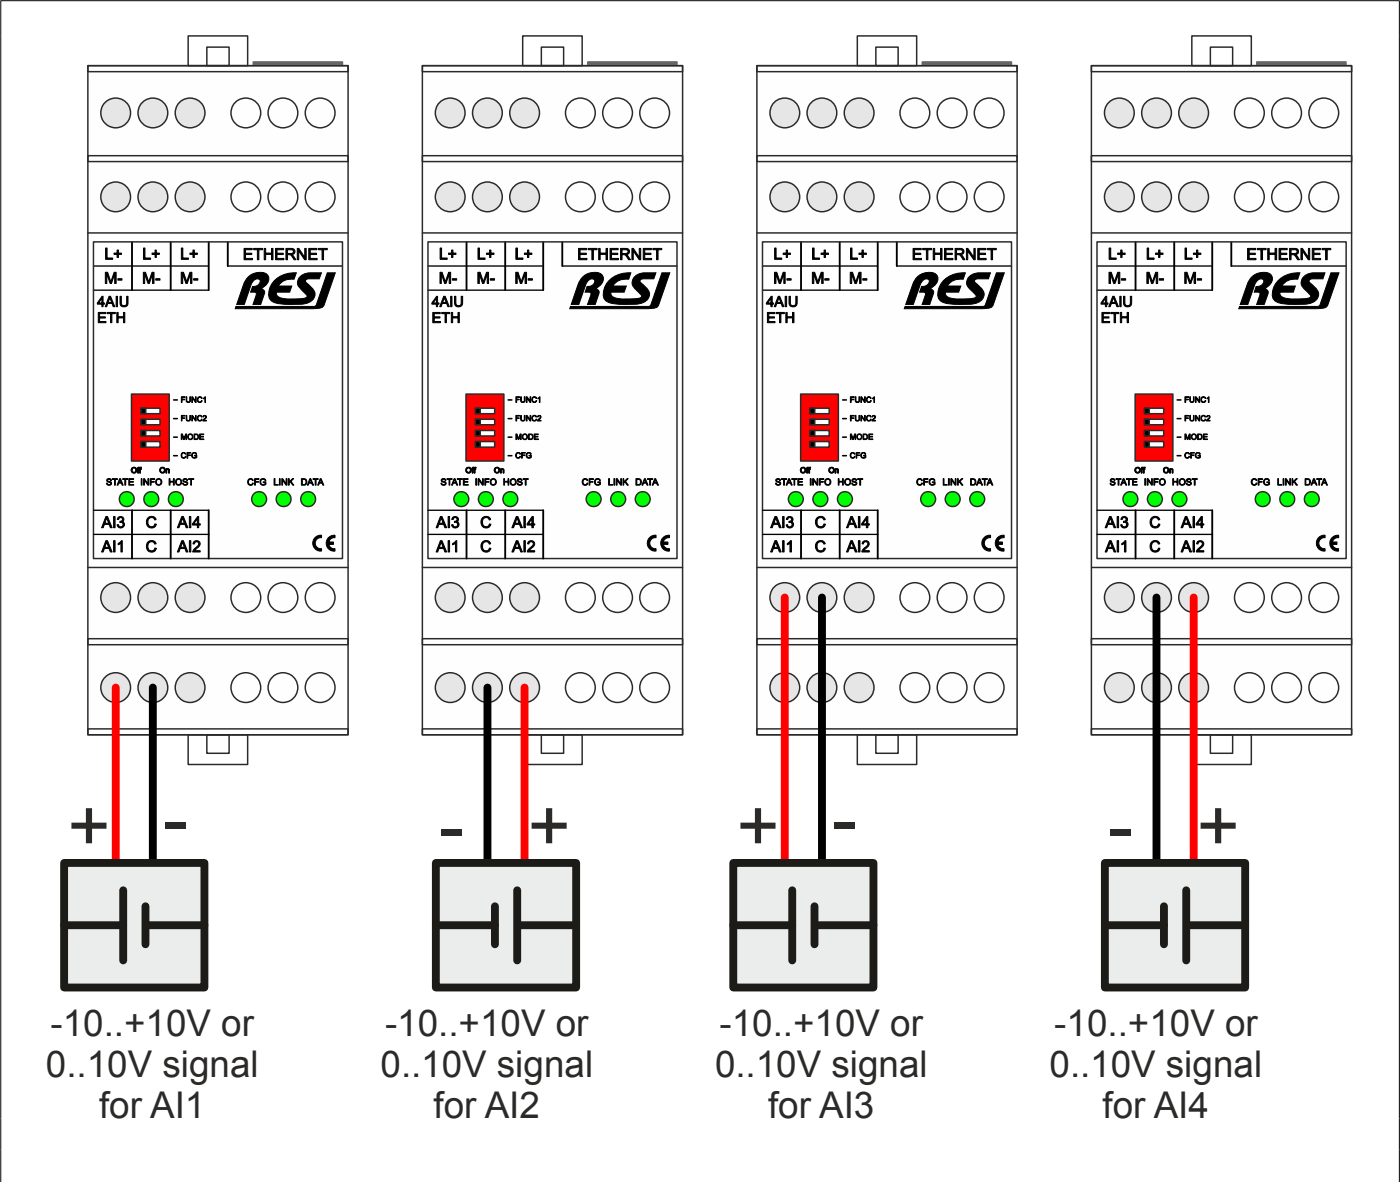 L+ L+ L+ ETHERNET
M- M- M- RESI
4AIU
ETH
FUNC1
FUNC2
MODE
CFG
Off On
STATE INFO HOST CFG LINK DATA
AI3 C AI4
AI1 C AI2 CE
+ -
-10..+10V or
0..10V signal
for AI1
L+ L+ L+ ETHERNET
M- M- M- RESI
4AIU
ETH
FUNC1
FUNC2
MODE
CFG
Off On
STATE INFO HOST CFG LINK DATA
AI3 C AI4
AI1 C AI2 CE
- +
-10..+10V or
0..10V signal
for AI2
L+ L+ L+ ETHERNET
M- M- M- RESI
4AIU
ETH
FUNC1
FUNC2
MODE
CFG
Off On
STATE INFO HOST CFG LINK DATA
AI3 C AI4
AI1 C AI2 CE
+ -
-10..+10V or
0..10V signal
for AI3
L+ L+ L+ ETHERNET
M- M- M- RESI
4AIU
ETH
FUNC1
FUNC2
MODE
CFG
Off On
STATE INFO HOST CFG LINK DATA
AI3 C AI4
AI1 C AI2 CE
- +
-10..+10V or
0..10V signal
for AI4